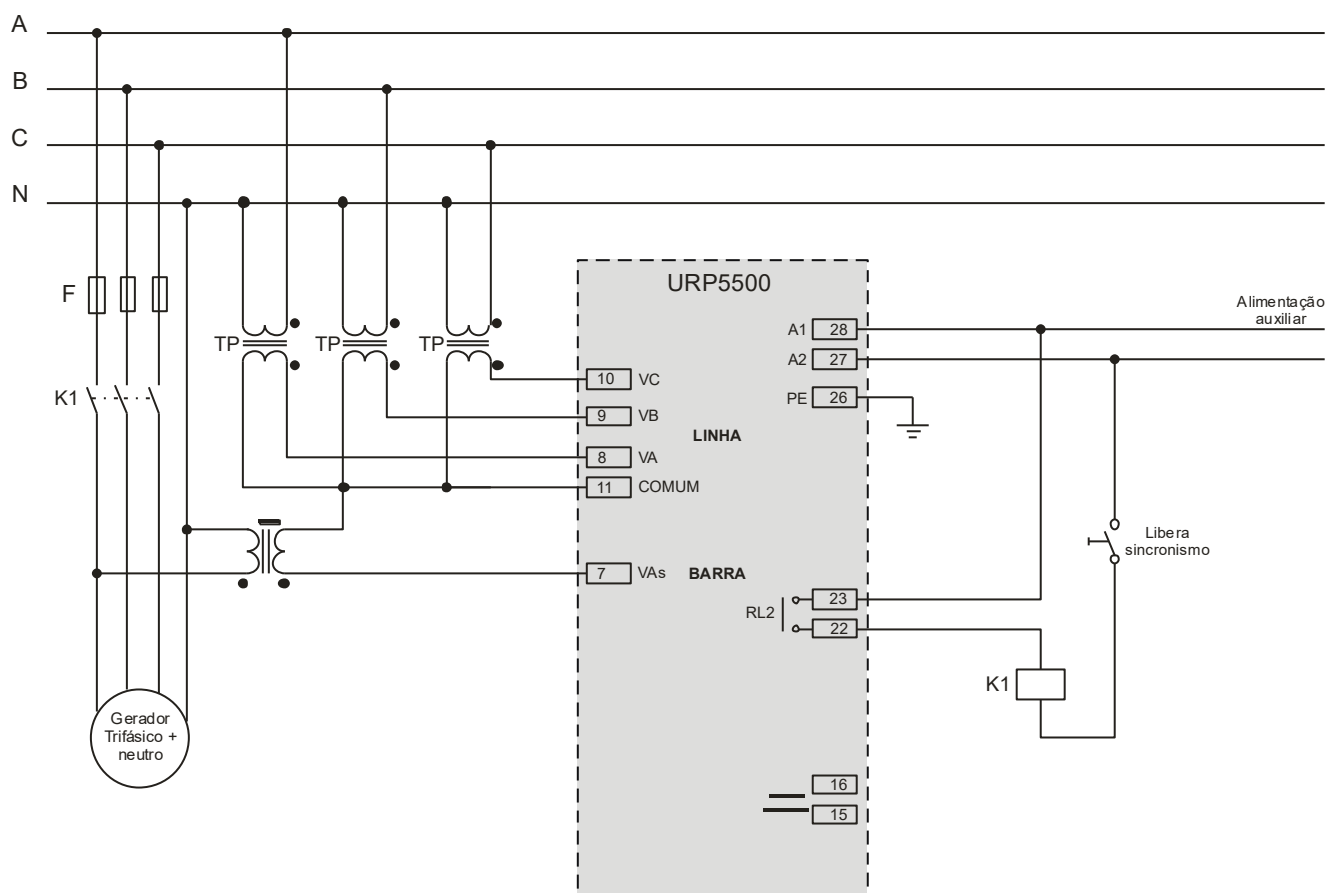 A
B
C
N
F
K1
TP
TP
TP
URP5500
Alimentação
auxiliar
A1 28
A2 27
PE 26
10 VC
9 VB
LINHA
8 VA
11 COMUM
7 VAs BARRA
Libera
sincronismo
RL2
23
22
K1
Gerador
Trifásico +
neutro
16
15